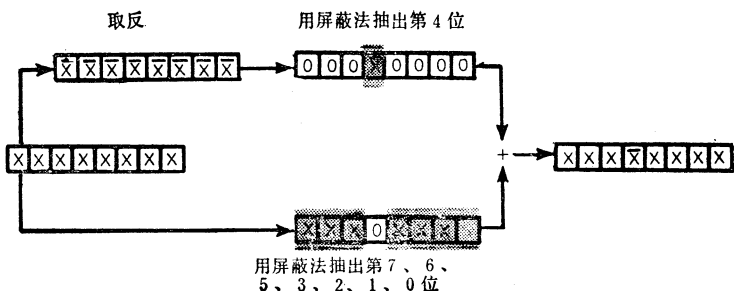 取反
用屏蔽法抽出第4位
X̄ X̄ X̄ X̄ X̄ X̄ X̄ X̄
0 0 0 X̄ 0 0 0 0
X X X X X X X X
+
X X X X̄ X X X X
X X X 0 X X X
用屏蔽法抽出第7、6、
5、3、2、1、0位